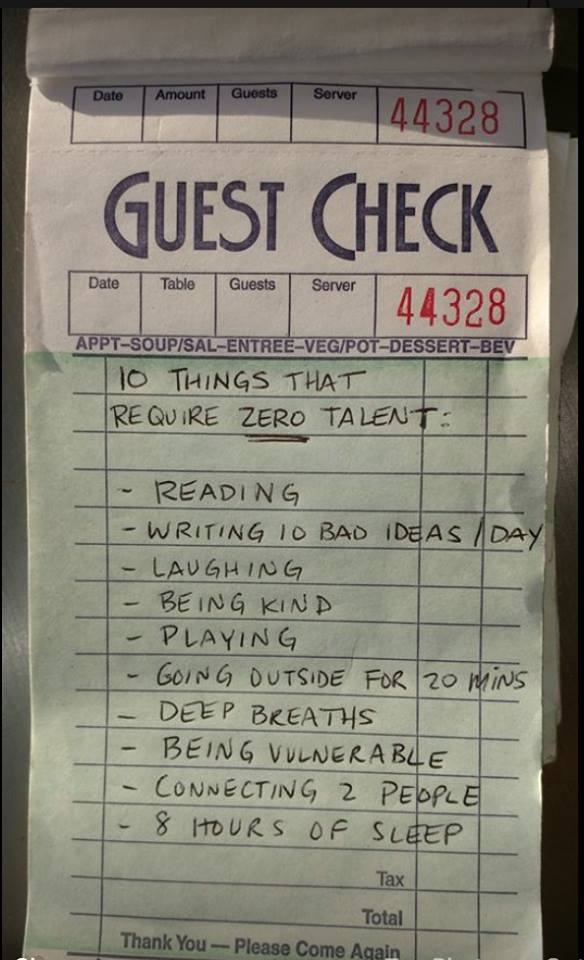 Date Amount Guests Server 44328
GUEST CHECK
Date Table Guests Server 44328
APPT–SOUP/SAL–ENTREE–VEG/POT–DESSERT–BEV
10 THINGS THAT
REQUIRE ZERO TALENT:
- READING
- WRITING 10 BAD IDEAS / DAY
- LAUGHING
- BEING KIND
- PLAYING
- GOING OUTSIDE FOR 20 MINS
- DEEP BREATHS
- BEING VULNERABLE
- CONNECTING 2 PEOPLE
- 8 HOURS OF SLEEP
Tax
Total
Thank You — Please Come Again